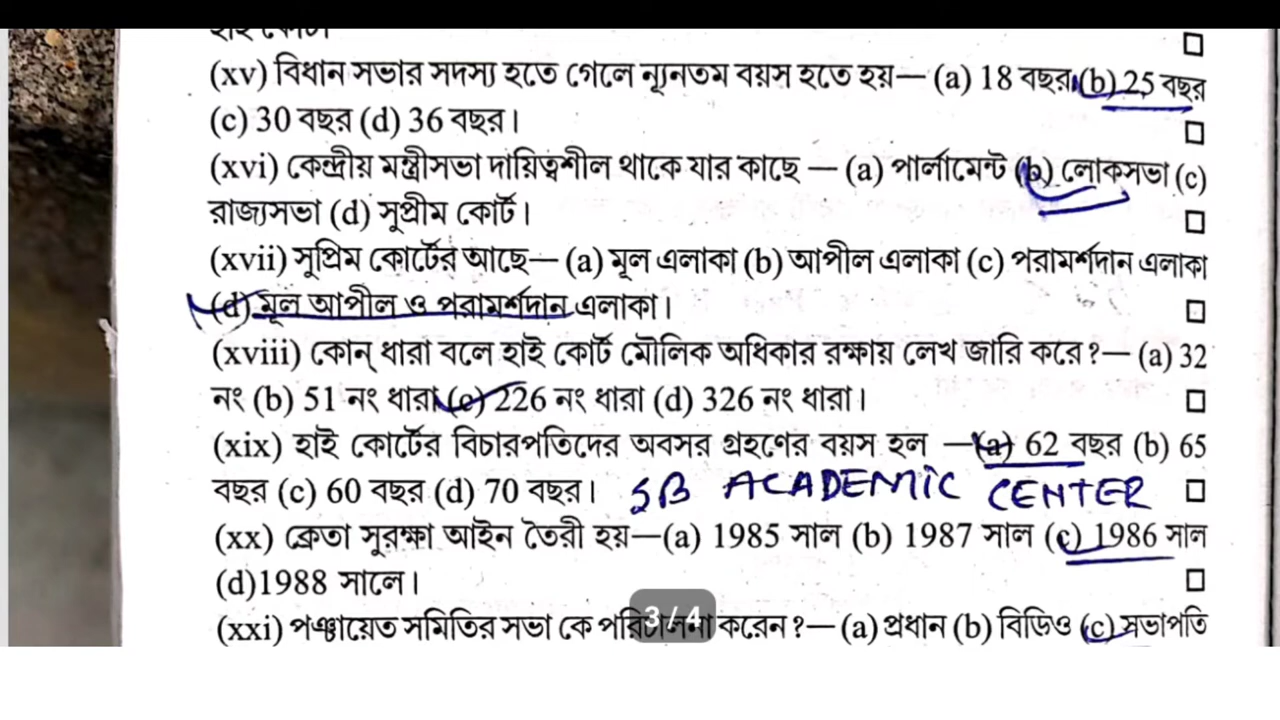 (xv) বিধান সভার সদস্য হতে গেলে ন্যূনতম বয়স হতে হয়— (a) 18 বছর (b) 25 বছর
(c) 30 বছর (d) 36 বছর।
(xvi) কেন্দ্রীয় মন্ত্রীসভা দায়িত্বশীল থাকে যার কাছে — (a) পার্লামেন্ট (b) লোকসভা (c)
রাজ্যসভা (d) সুপ্রীম কোর্ট।
(xvii) সুপ্রিম কোর্টের আছে— (a) মূল এলাকা (b) আপীল এলাকা (c) পরামর্শদান এলাকা
(d) মূল আপীল ও পরামর্শদান এলাকা।
(xviii) কোন্ ধারা বলে হাই কোর্ট মৌলিক অধিকার রক্ষায় লেখ জারি করে?— (a) 32
নং (b) 51 নং ধারা (c) 226 নং ধারা (d) 326 নং ধারা।
(xix) হাই কোর্টের বিচারপতিদের অবসর গ্রহণের বয়স হল — (a) 62 বছর (b) 65
বছর (c) 60 বছর (d) 70 বছর। SB ACADEMIC CENTER
(xx) ক্রেতা সুরক্ষা আইন তৈরী হয়—(a) 1985 সাল (b) 1987 সাল (c) 1986 সাল
(d)1988 সালে।
(xxi) পঞ্চায়েত সমিতির সভা কে পরিচালনা করেন?— (a) প্রধান (b) বিডিও (c) সভাপতি
3 / 4